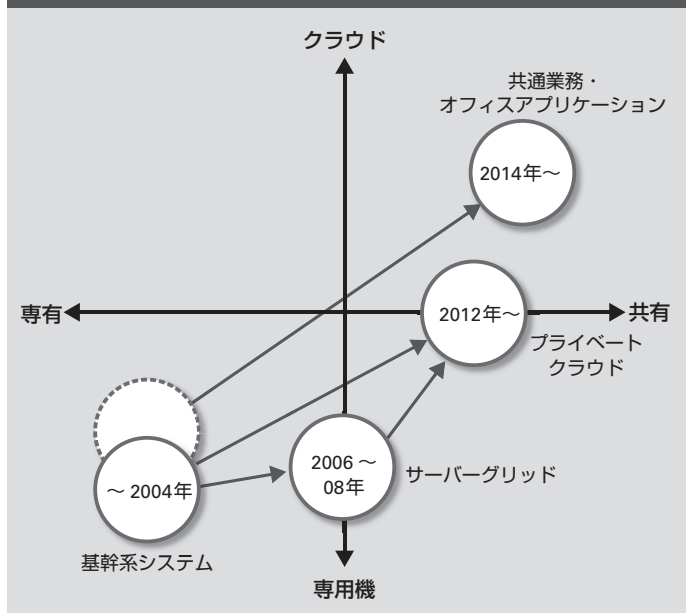 クラウド
共通業務・
オフィスアプリケーション
2014年～
専有
2012年～
共有
プライベート
クラウド
2006 ～
08年
サーバーグリッド
～ 2004年
基幹系システム
専用機